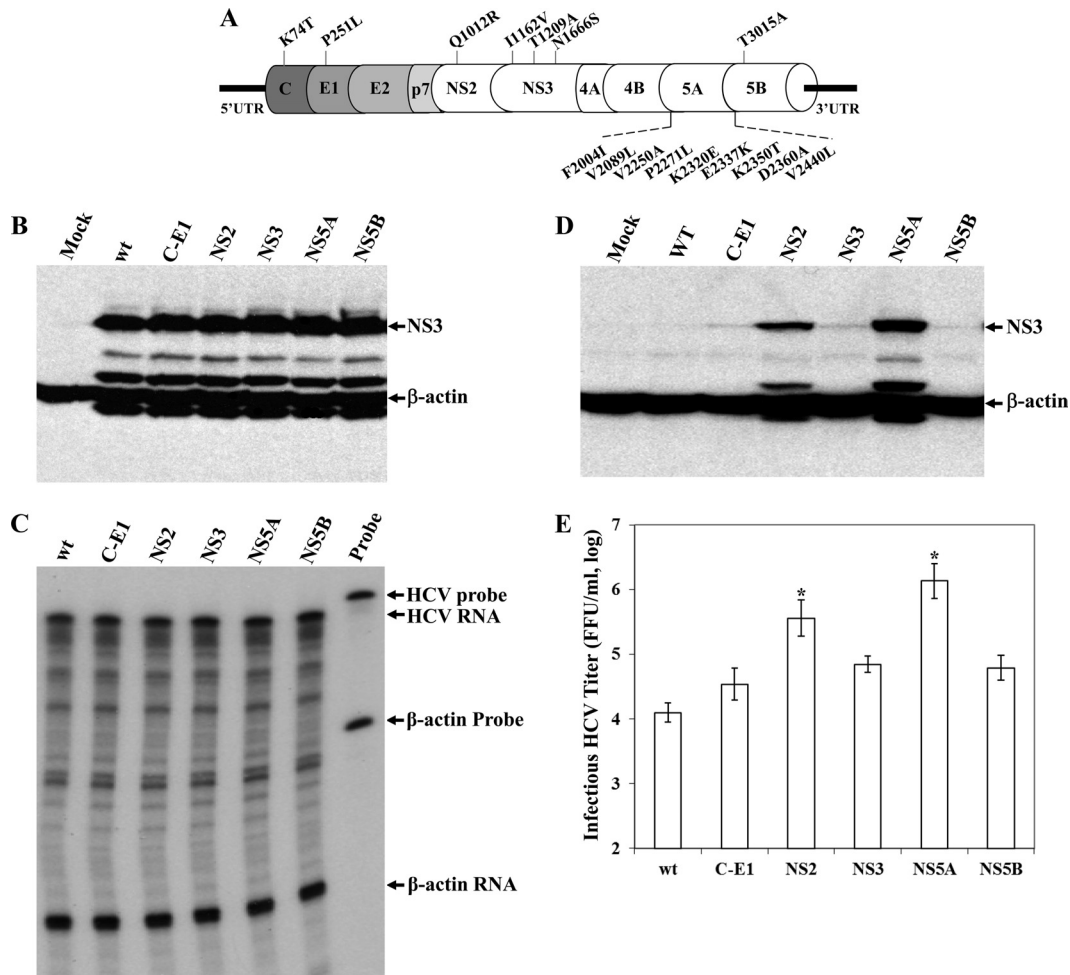 A
K74T
P251L
Q1012R
I1162V
T1209A
N1666S
T3015A
C
E1
E2
p7
NS2
NS3
4A
4B
5A
5B
5'UTR
3'UTR
F2004I
V2089L
V2250A
P2271L
K2320E
E2337K
K2350T
D2360A
V2440L
B
Mock
wt
C-E1
NS2
NS3
NS5A
NS5B
NS3
β-actin
D
Mock
WT
C-E1
NS2
NS3
NS5A
NS5B
NS3
β-actin
C
wt
C-E1
NS2
NS3
NS5A
NS5B
Probe
HCV probe
HCV RNA
β-actin Probe
β-actin RNA
E
Infectious HCV Titer (FFU/ml, log)
7
6
5
4
3
2
*
*
wt
C-E1
NS2
NS3
NS5A
NS5B